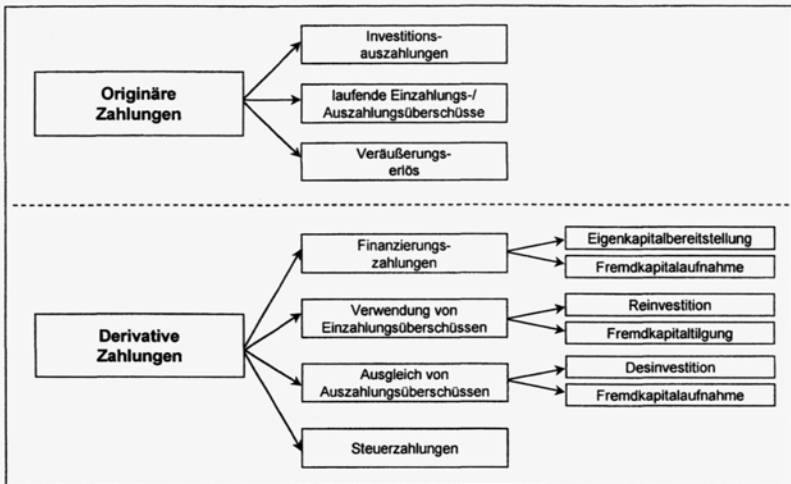 Originäre
Zahlungen
Investitions-
auszahlungen
laufende Einzahlungs-/
Auszahlungsüberschüsse
Veräußerungs-
erlös
Derivative
Zahlungen
Finanzierungs-
zahlungen
Eigenkapitalbereitstellung
Fremdkapitalaufnahme
Verwendung von
Einzahlungsüberschüssen
Reinvestition
Fremdkapitaltilgung
Ausgleich von
Auszahlungsüberschüssen
Desinvestition
Fremdkapitalaufnahme
Steuerzahlungen